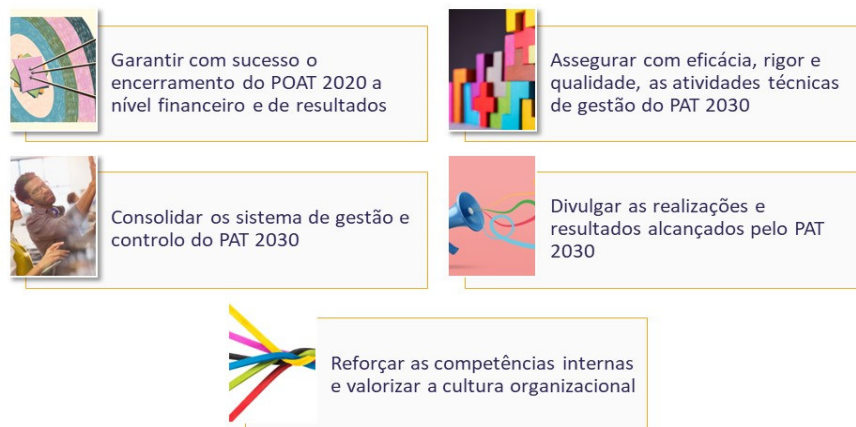 Garantir com sucesso o
encerramento do POAT 2020 a
nível financeiro e de resultados
Assegurar com eficácia, rigor e
qualidade, as atividades técnicas
de gestão do PAT 2030
Consolidar os sistema de gestão e
controlo do PAT 2030
Divulgar as realizações e
resultados alcançados pelo PAT
2030
Reforçar as competências internas
e valorizar a cultura organizacional